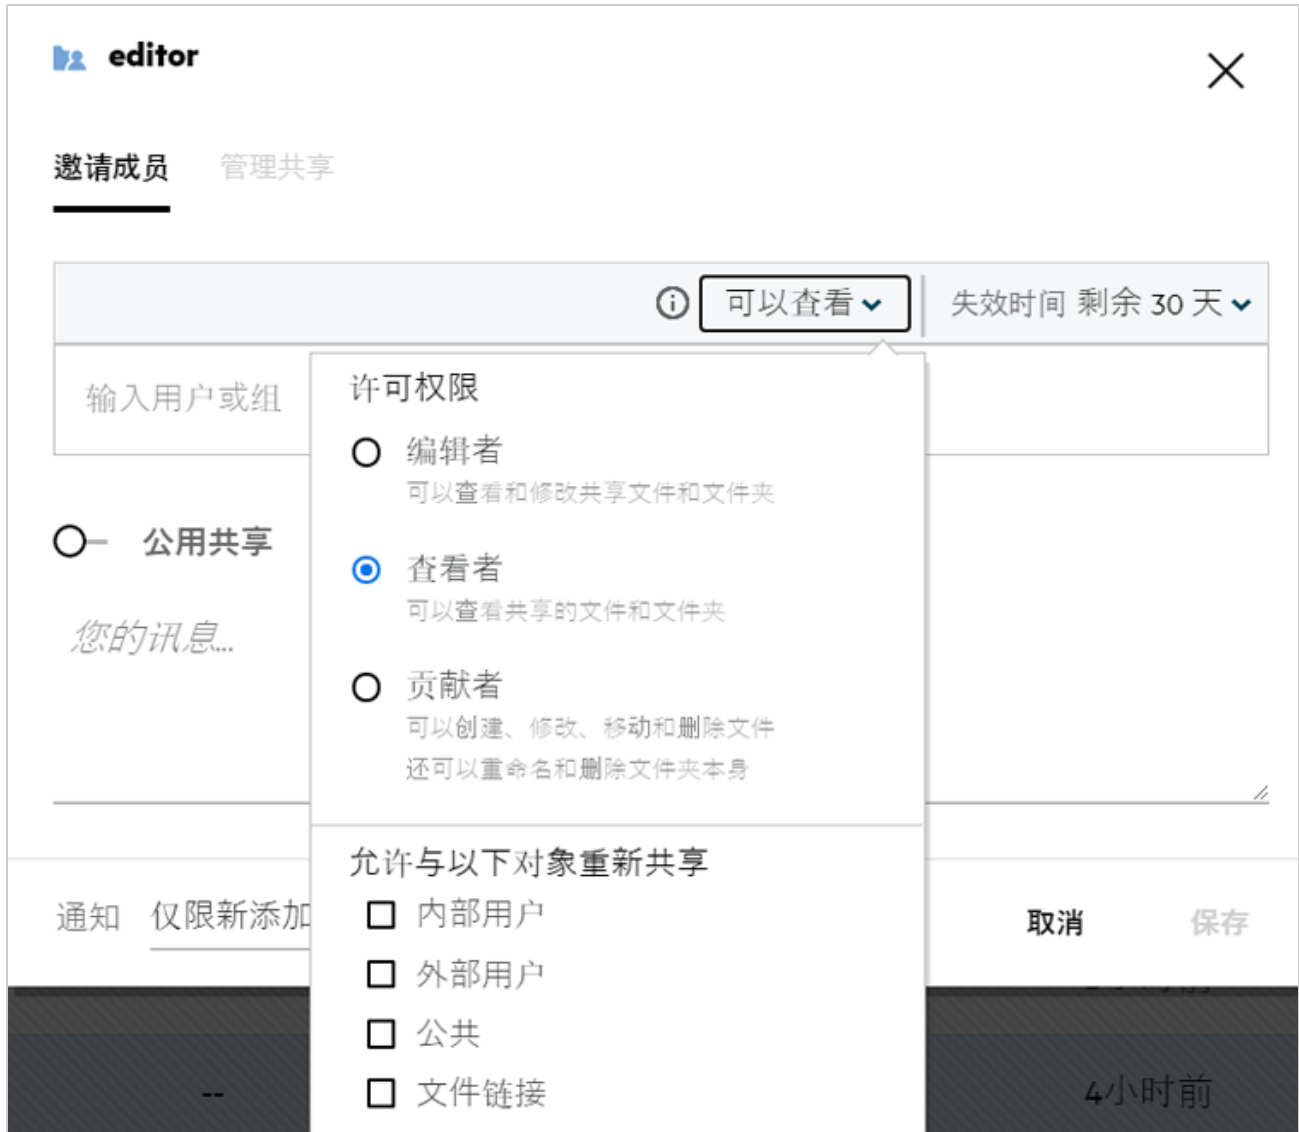 editor
邀请成员 管理共享
可以查看 失效时间 剩余 30 天
输入用户或组
许可权限
编辑者
可以查看和修改共享文件和文件夹
公用共享
查看者
可以查看共享的文件和文件夹
您的讯息...
贡献者
可以创建、修改、移动和删除文件
还可以重命名和删除文件夹本身
允许与以下对象重新共享
通知 仅限新添加
内部用户
取消 保存
外部用户
公共
文件链接
--
4小时前